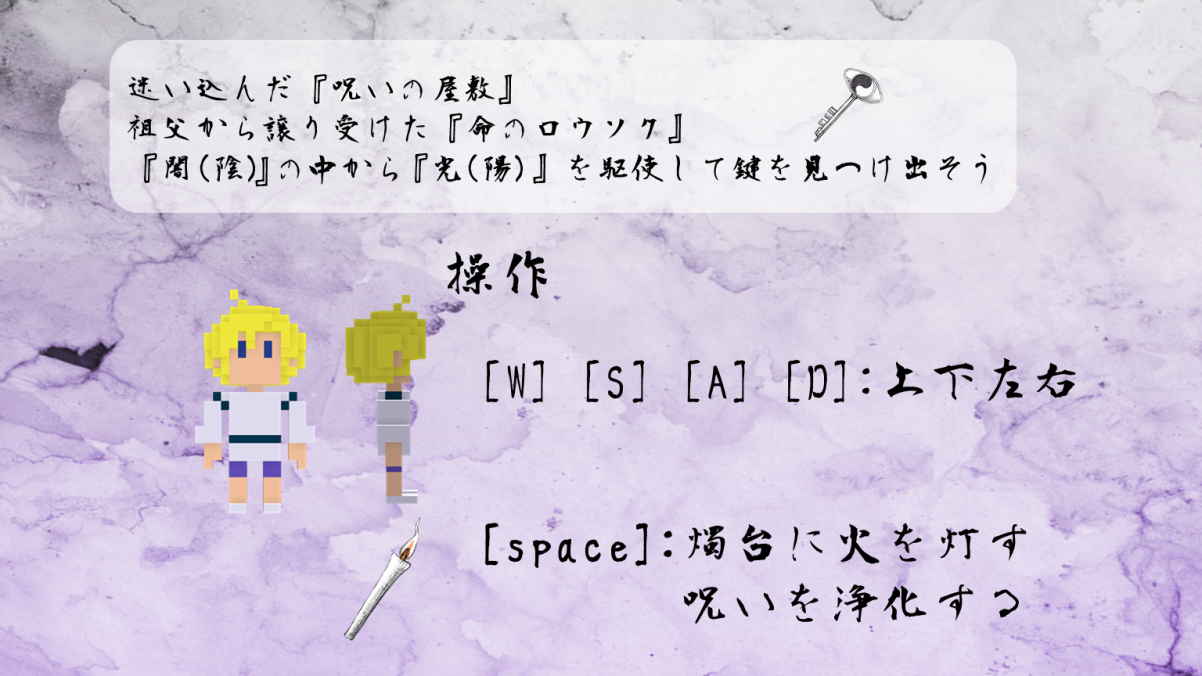 迷い込んだ『呪いの屋敷』
祖父から譲り受けた『命のロウソク』
『闇(陰)』の中から『光(陽)』を駆使して鍵を見つけ出そう
操作
[W] [S] [A] [D]:上下左右
[space]:燭台に火を灯す
呪いを浄化する